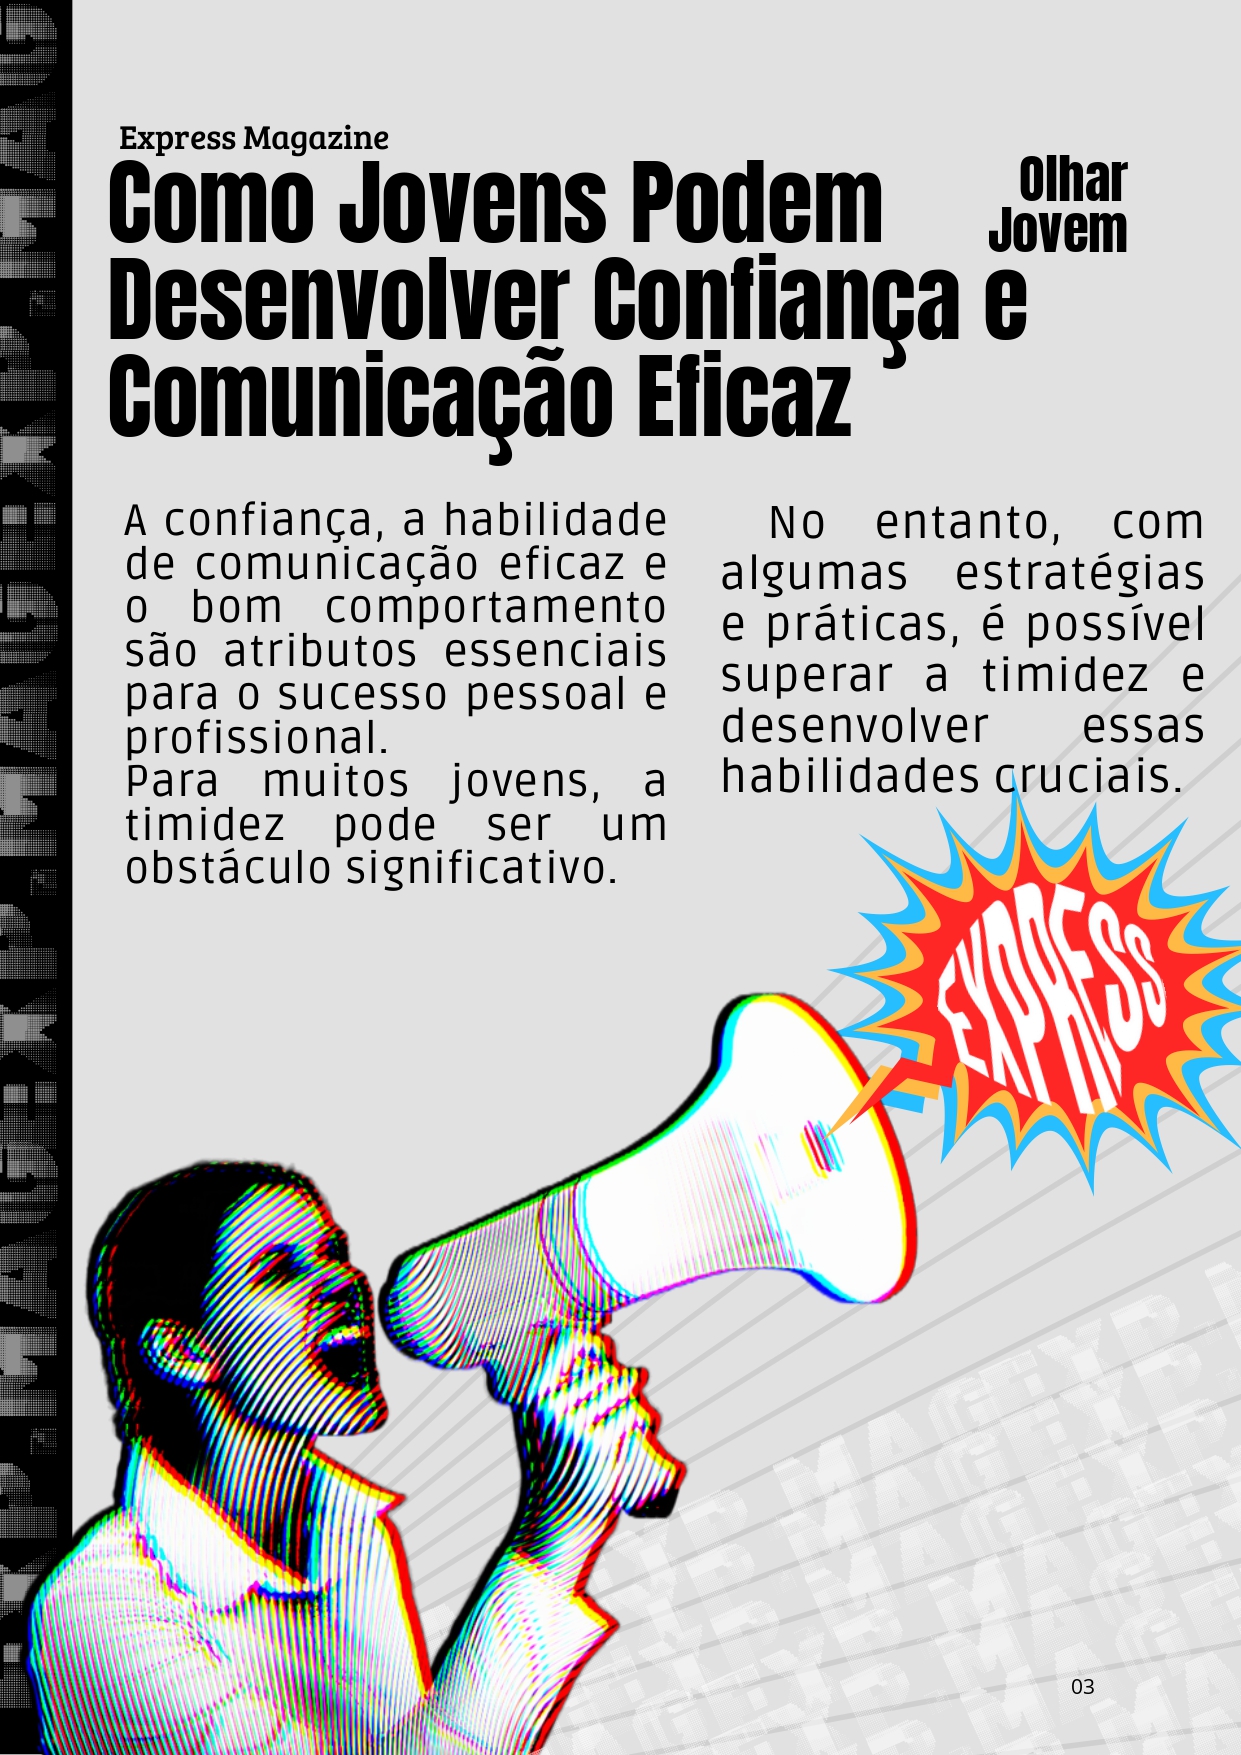 Express Magazine
Como Jovens Podem
Desenvolver Confiança e
Comunicação Eficaz
Olhar
Jovem
A confiança, a habilidade
de comunicação eficaz e
o bom comportamento
são atributos essenciais
para o sucesso pessoal e
profissional.
Para muitos jovens, a
timidez pode ser um
obstáculo significativo.
No entanto, com
algumas estratégias
e práticas, é possível
superar a timidez e
desenvolver essas
habilidades cruciais.
EXPRESS
03